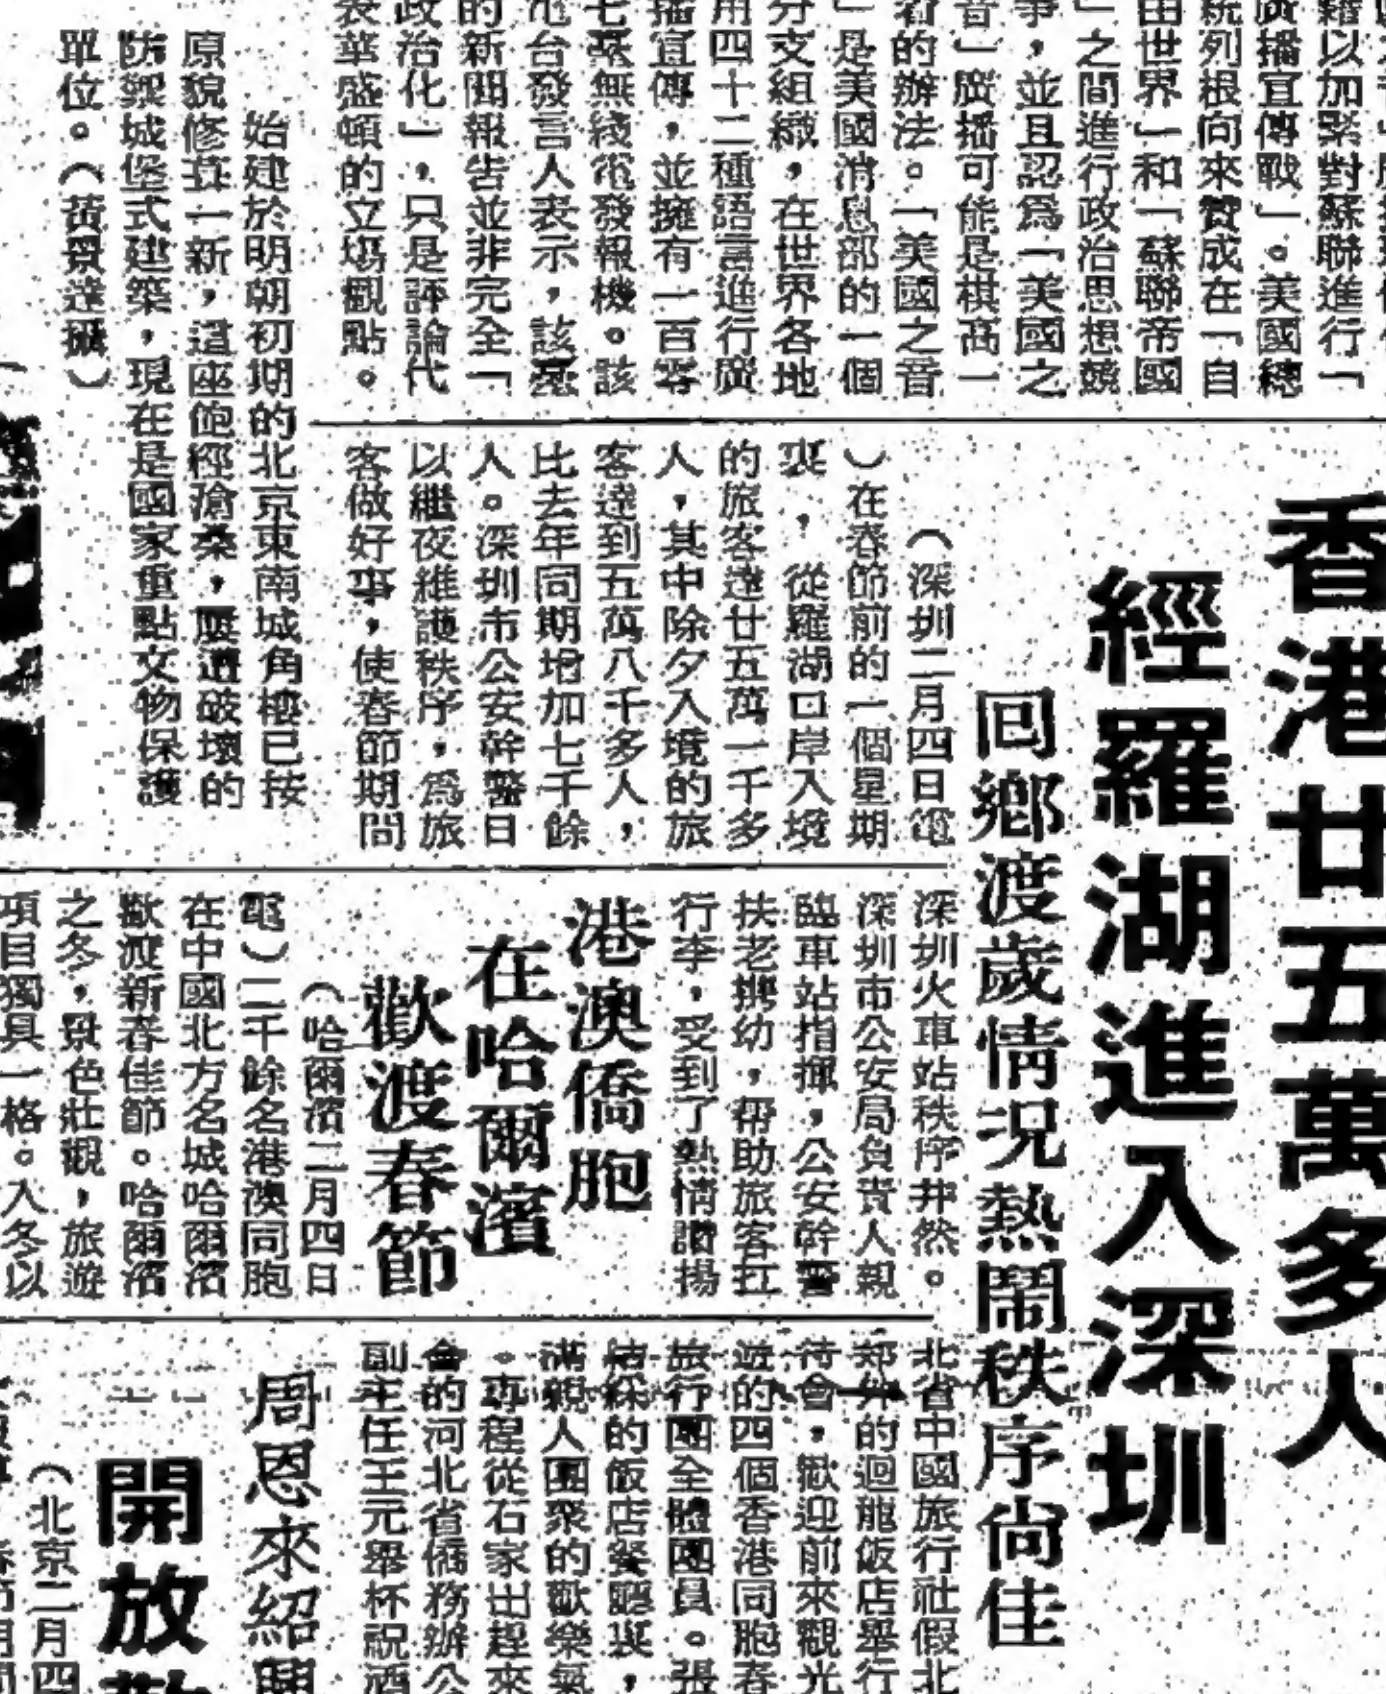 籍以加緊對蘇聯進行「
廣播宣傳戰」。美國總
統列根向來贊成在「自
由世界」和「蘇聯帝國
」之間進行政治思想競
爭，並且認爲「美國之
音」廣播可能是棋高一
着的辦法。「美國之音
」是美國消息部的一個
分支組織，在世界各地
用四十二種語言進行廣
播宣傳，並擁有一百零
七臺無綫電發報機。該
電台發言人表示，該臺
的新聞報告並非完全「
政治化」，只是評論代
表華盛頓的立場觀點。
始建於明朝初期的北京東南城角樓已按
原貌修葺一新，這座飽經滄桑，屢遭破壞的
防禦城堡式建築，現在是國家重點文物保護
單位。（黃景達攝）
香港廿五萬多人
經羅湖進入深圳
回鄉渡歲情況熱鬧秩序尚佳
（深圳二月四日電
）在春節前的一個星期
裏，從羅湖口岸入境
的旅客達廿五萬一千多
人，其中除夕入境的旅
客達到五萬八千多人，
比去年同期增加七千餘
人。深圳市公安幹警日
以繼夜維護秩序，爲旅
客做好事，使春節期間
深圳火車站秩序井然。
深圳市公安局負責人親
臨車站指揮，公安幹警
扶老携幼，帮助旅客扛
行李，受到了熱情讚揚
港澳僑胞
在哈爾濱
歡渡春節
（哈爾濱二月四日
電）二千餘名港澳同胞
在中國北方名城哈爾濱
歡渡新春佳節。哈爾濱
之冬，景色壯觀，旅遊
項目獨具一格。入冬以
北省中國旅行社假北
郊外的迴龍飯店舉行
待會，歡迎前來觀光
遊的四個香港同胞春
旅行團全體團員。張
結綵的飯店餐廳裏，
滿親人團聚的歡樂氣
。專程從石家出趕來
會的河北省僑務辦公
副主任王元舉杯祝酒
周恩來紹興
開放
（北京二月四